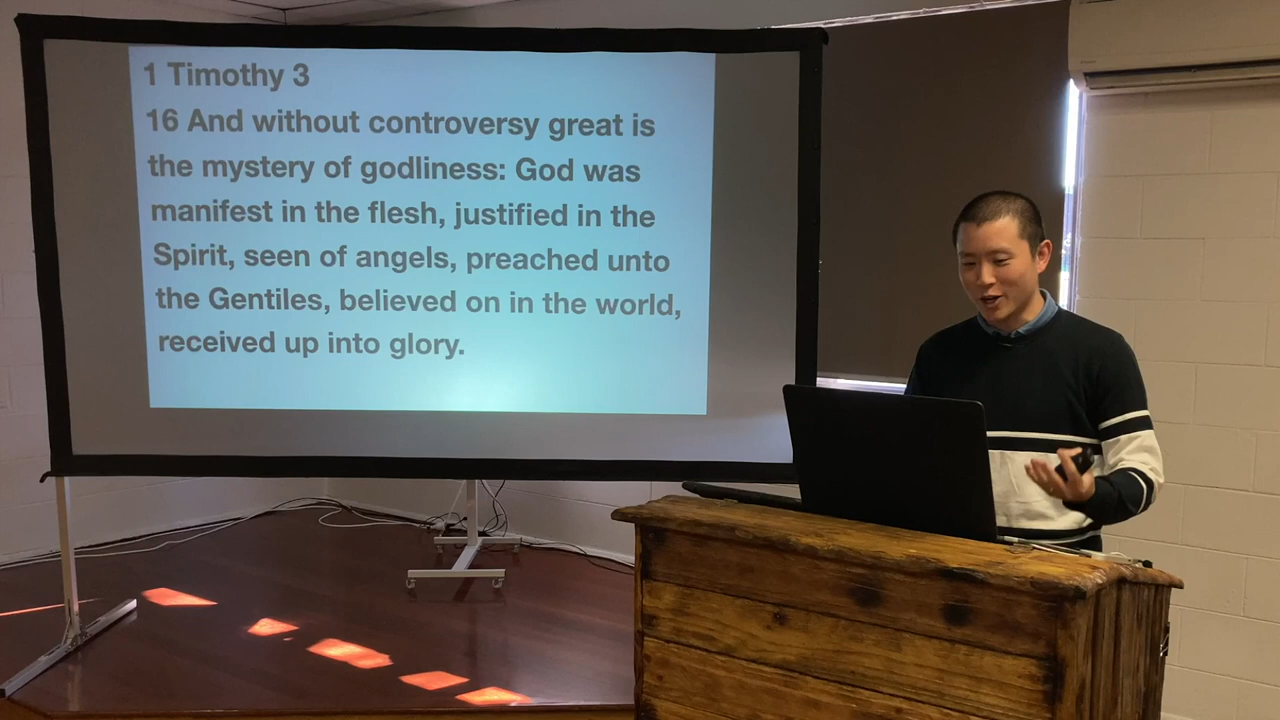 1 Timothy 3
16 And without controversy great is
the mystery of godliness: God was
manifest in the flesh, justified in the
Spirit, seen of angels, preached unto
the Gentiles, believed on in the world,
received up into glory.